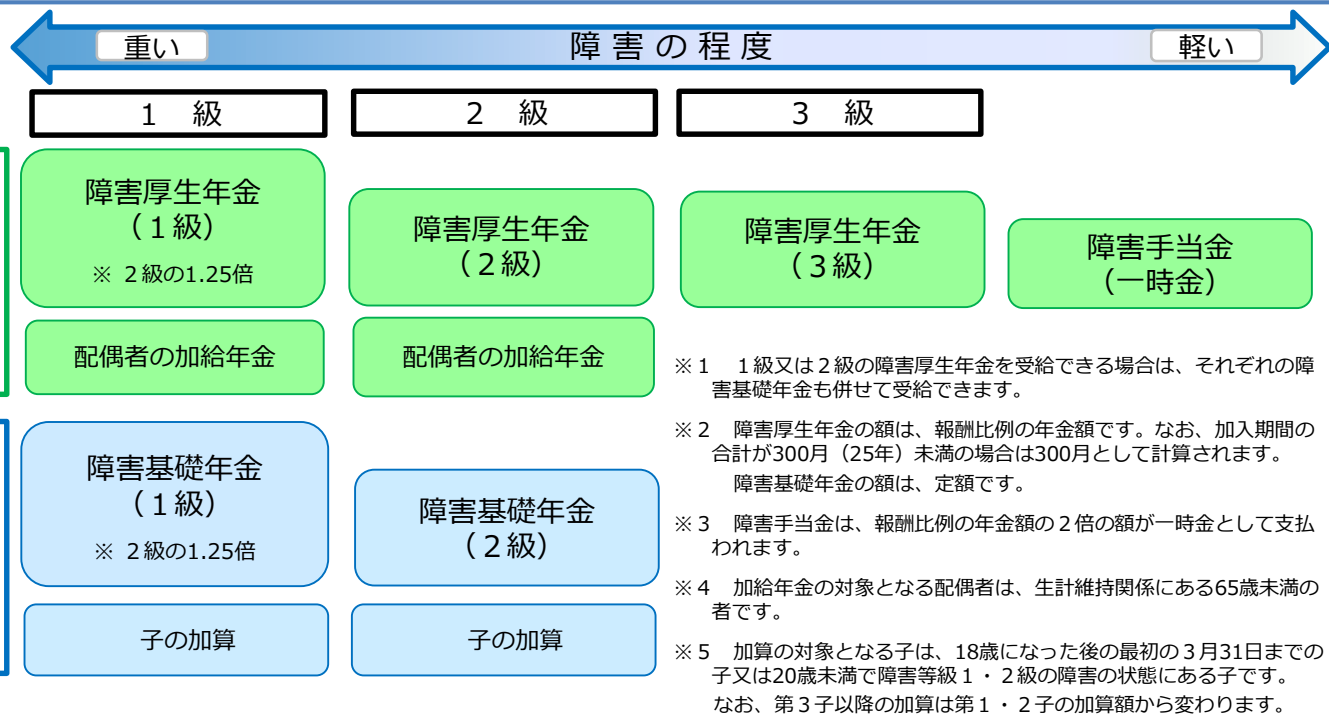 重い
障害の程度
軽い
1 級
2 級
3 級
障害厚生年金
(1級)
※ 2級の1.25倍
障害厚生年金
(2級)
障害厚生年金
(3級)
障害手当金
(一時金)
配偶者の加給年金
配偶者の加給年金
障害基礎年金
(1級)
※ 2級の1.25倍
障害基礎年金
(2級)
子の加算
子の加算
※1 1級又は2級の障害厚生年金を受給できる場合は、それぞれの障
害基礎年金も併せて受給できます。
※2 障害厚生年金の額は、報酬比例の年金額です。なお、加入期間の
合計が300月（25年）未満の場合は300月として計算されます。
障害基礎年金の額は、定額です。
※3 障害手当金は、報酬比例の年金額の2倍の額が一時金として支払
われます。
※4 加給年金の対象となる配偶者は、生計維持関係にある65歳未満の
者です。
※5 加算の対象となる子は、18歳になった後の最初の3月31日までの
子又は20歳未満で障害等級1・2級の障害の状態にある子です。
なお、第3子以降の加算は第1・2子の加算額から変わります。